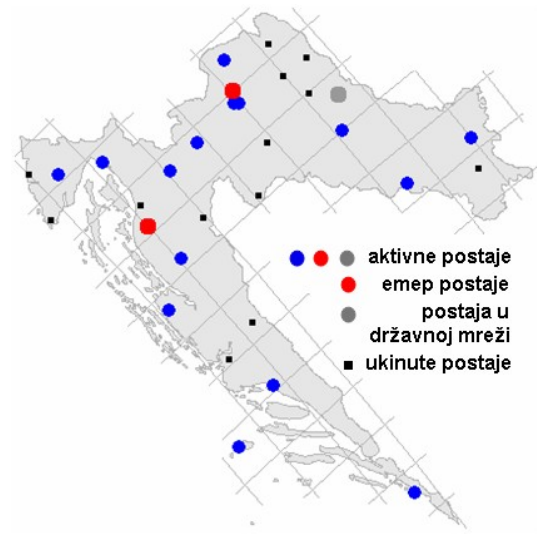 aktivne postaje
emep postaje
postaja u
državnoj mreži
ukinute postaje